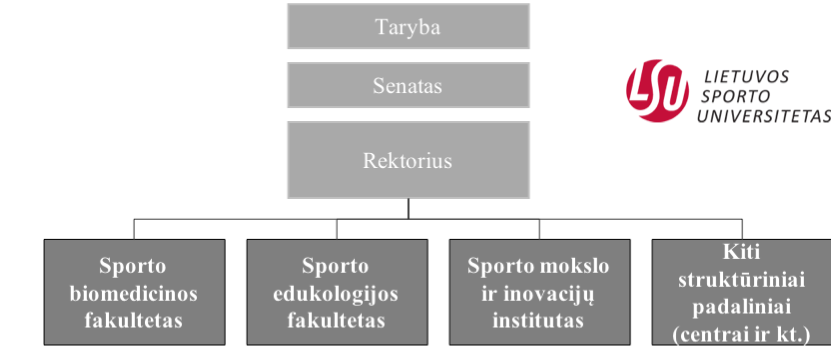 Taryba
Senatas
LSU
LIETUVOS
SPORTO
UNIVERSITETAS
Rektorius
Sporto
biomedicinos
fakultetas
Sporto
edukologijos
fakultetas
Sporto mokslo
ir inovacijų
institutas
Kiti
struktūriniai
padaliniai
(centrai ir kt.)